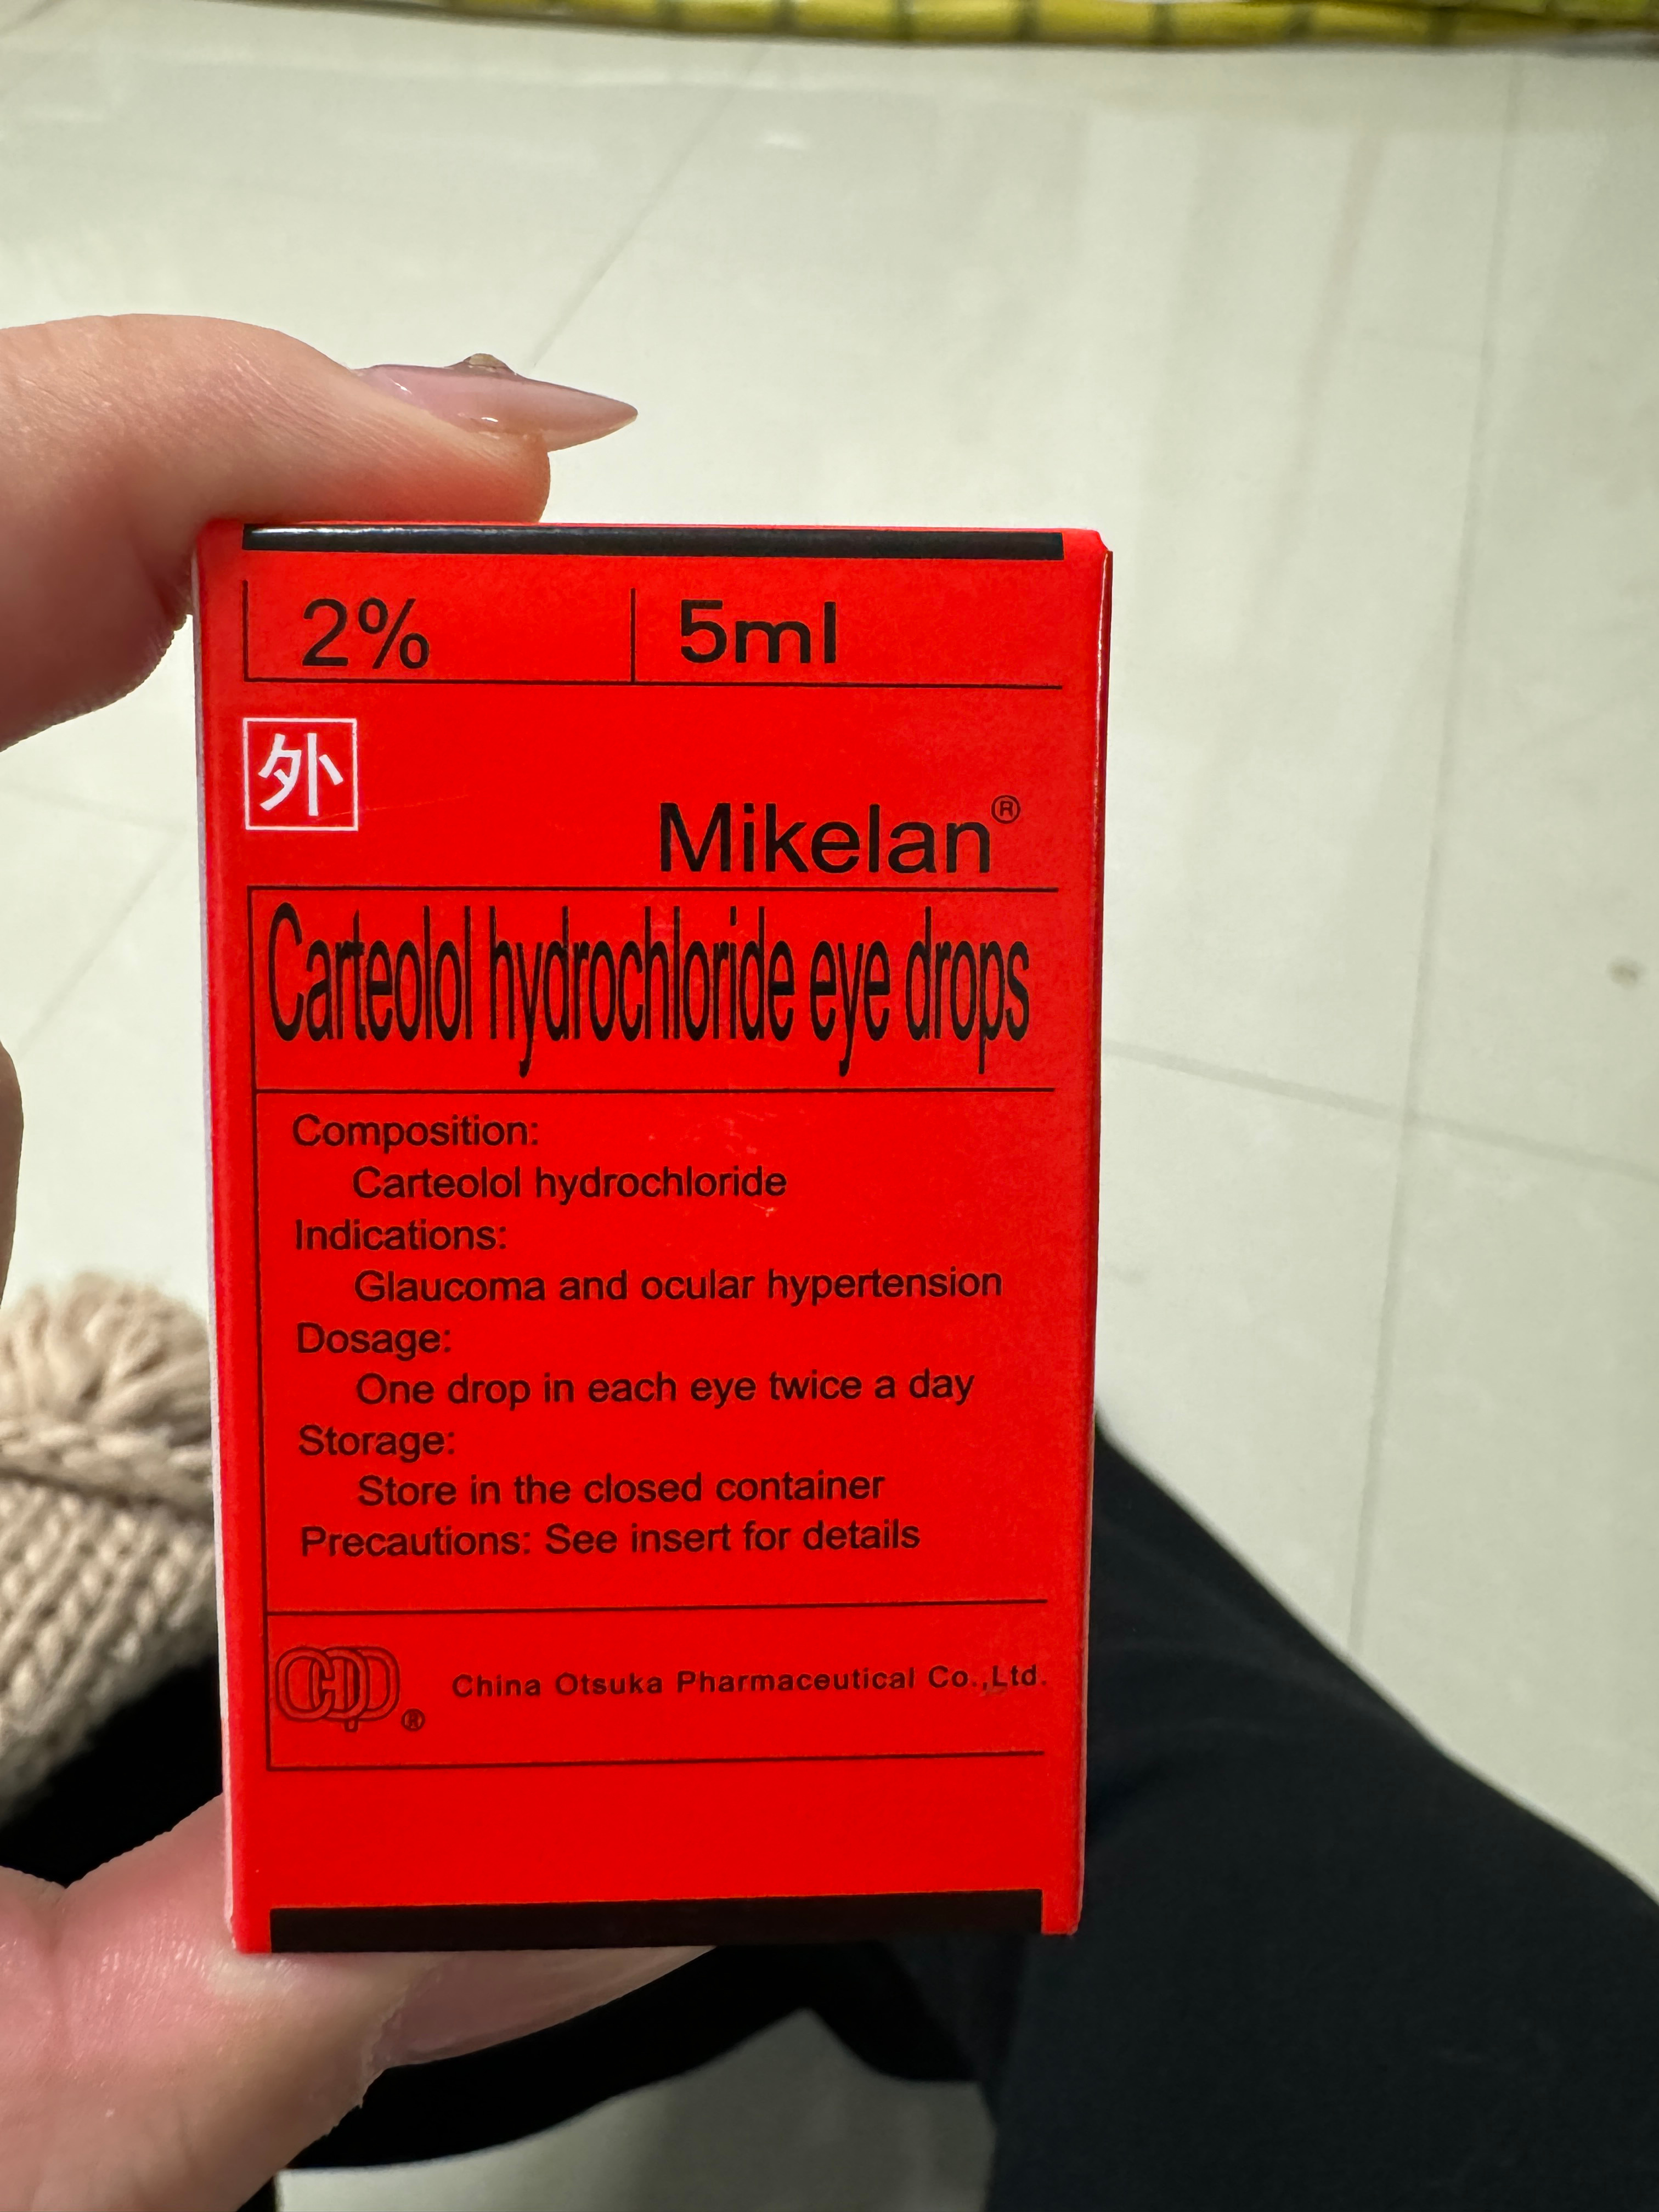 2% 5ml
外
Mikelan®
Carteolol hydrochloride eye drops
Composition:
Carteolol hydrochloride
Indications:
Glaucoma and ocular hypertension
Dosage:
One drop in each eye twice a day
Storage:
Store in the closed container
Precautions: See insert for details
® China Otsuka Pharmaceutical Co.,Ltd.